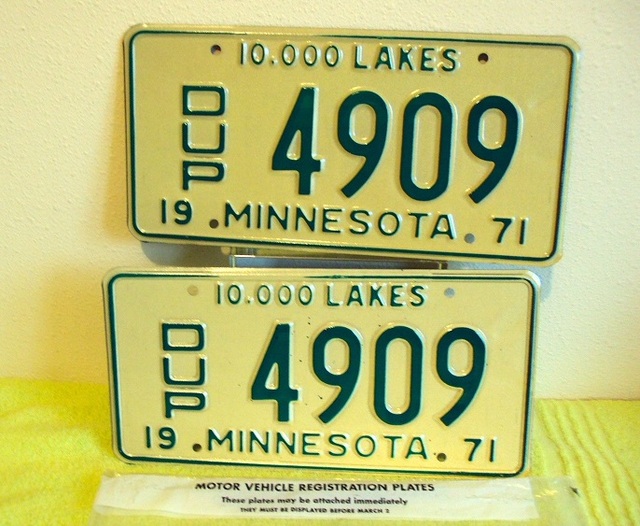 10.000 LAKES
DUP 4909
19 MINNESOTA 71
10.000 LAKES
DUP 4909
19 MINNESOTA 71
MOTOR VEHICLE REGISTRATION PLATES
These plates may be attached immediately
THEY MUST BE DISPLAYED BEFORE MARCH 2